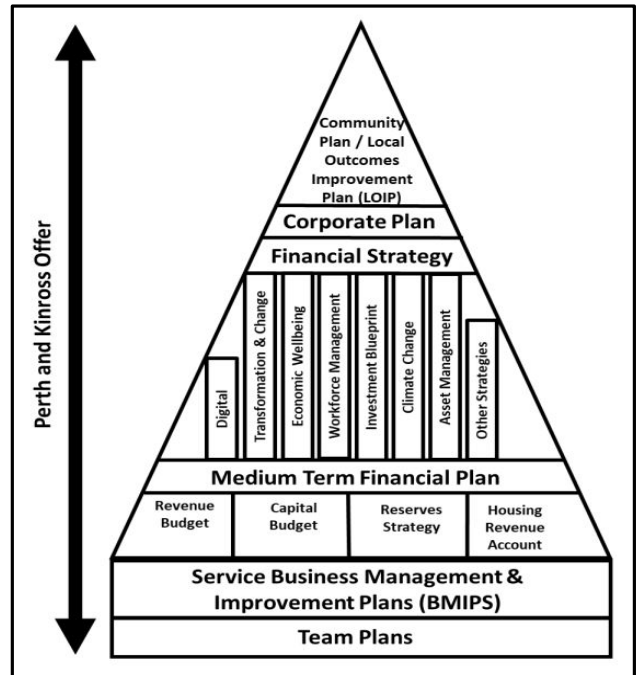 Perth and Kinross Offer
Community
Plan / Local
Outcomes
Improvement
Plan (LOIP)
Corporate Plan
Financial Strategy
Digital
Transformation & Change
Economic Wellbeing
Workforce Management
Investment Blueprint
Climate Change
Asset Management
Other Strategies
Medium Term Financial Plan
Revenue
Budget
Capital
Budget
Reserves
Strategy
Housing
Revenue
Account
Service Business Management &
Improvement Plans (BMIPS)
Team Plans